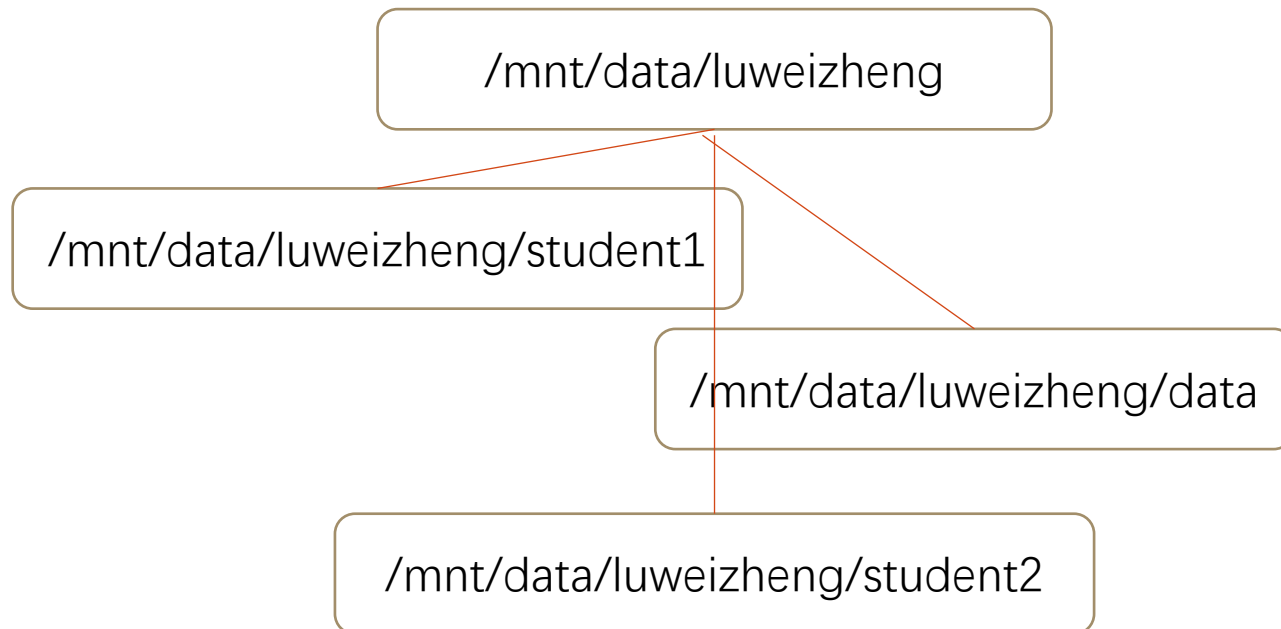 /mnt/data/luweizheng
/mnt/data/luweizheng/student1
/mnt/data/luweizheng/data
/mnt/data/luweizheng/student2